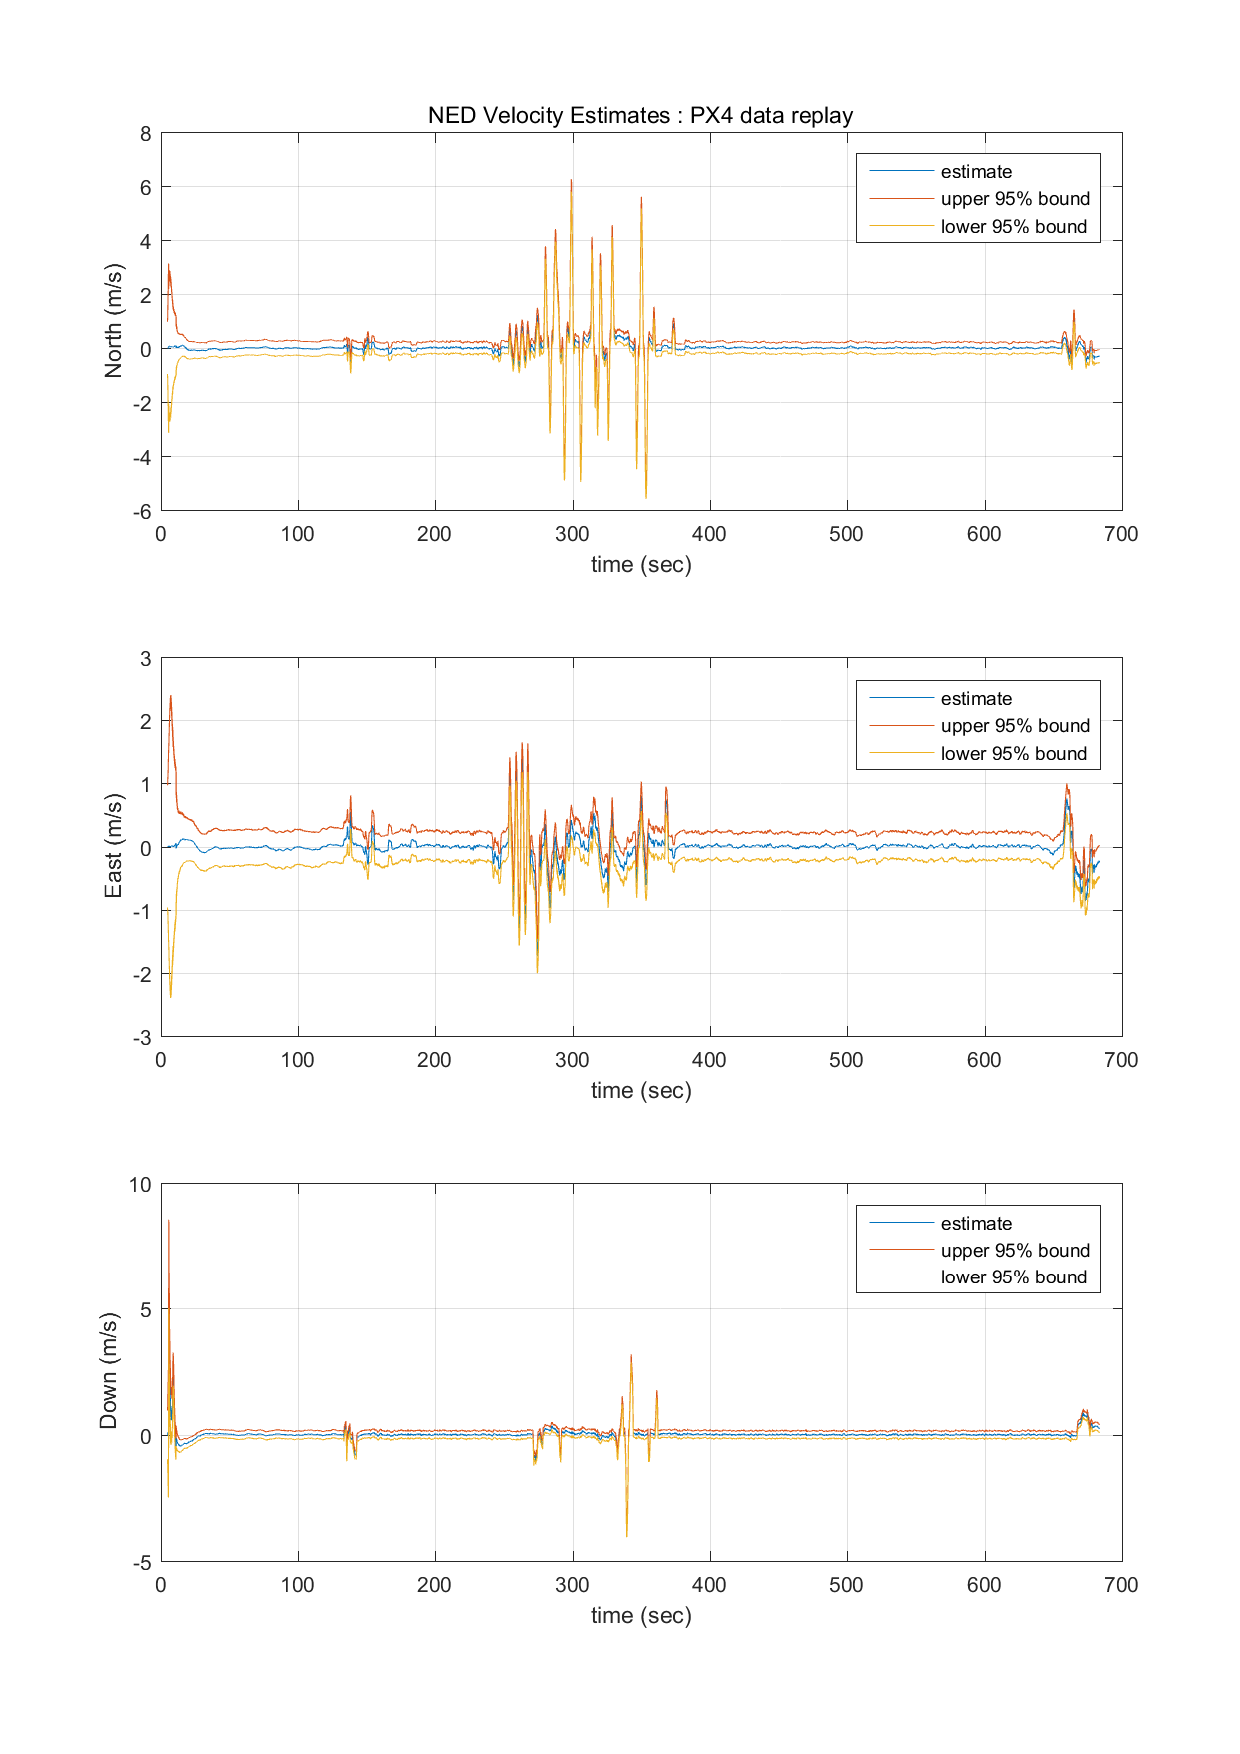 NED Velocity Estimates : PX4 data replay
8
6
4
2
0
-2
-4
-6
North (m/s)
estimate
upper 95% bound
lower 95% bound
0 100 200 300 400 500 600 700
time (sec)
3
2
1
0
-1
-2
-3
East (m/s)
estimate
upper 95% bound
lower 95% bound
0 100 200 300 400 500 600 700
time (sec)
10
5
0
-5
Down (m/s)
estimate
upper 95% bound
lower 95% bound
0 100 200 300 400 500 600 700
time (sec)